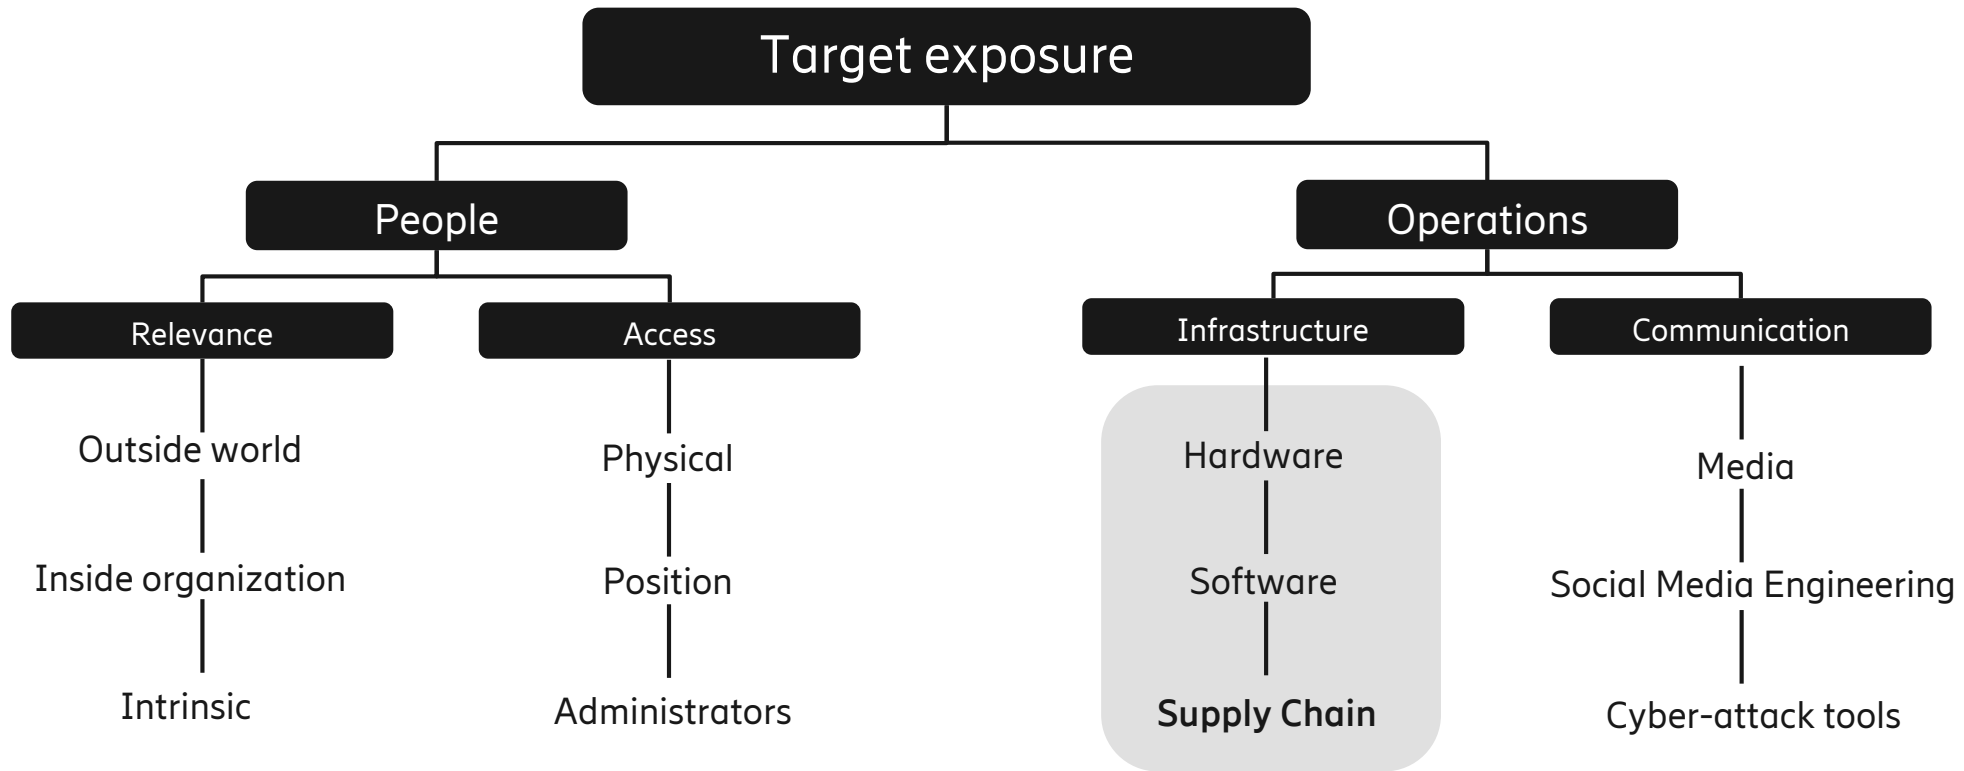 Target exposure
People
Operations
Relevance
Access
Infrastructure
Communication
Outside world
Physical
Hardware
Media
Inside organization
Position
Software
Social Media Engineering
Intrinsic
Administrators
Supply Chain
Cyber-attack tools